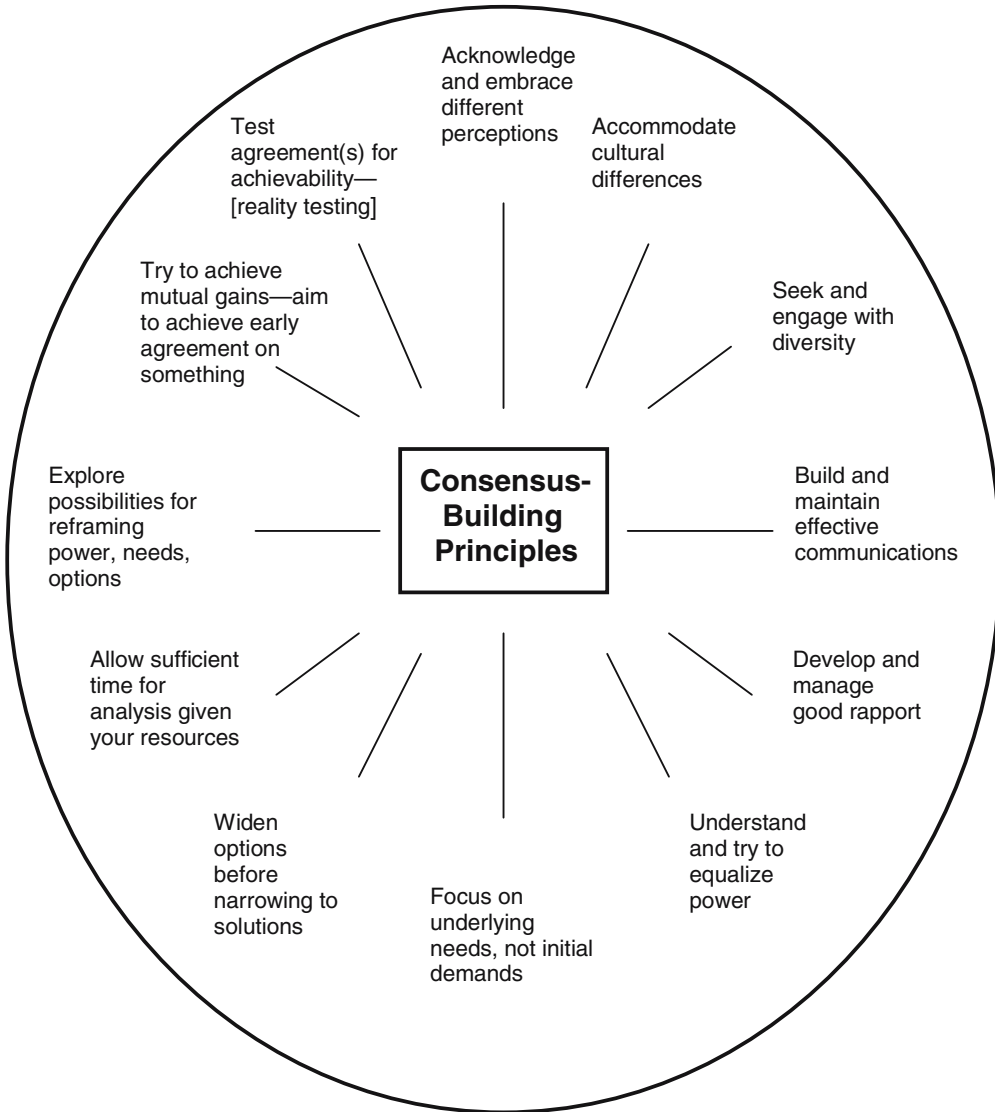 Acknowledge
and embrace
different
perceptions
Accommodate
cultural
differences
Seek and
engage with
diversity
Build and
maintain
effective
communications
Develop and
manage
good rapport
Understand
and try to
equalize
power
Focus on
underlying
needs, not initial
demands
Widen
options
before
narrowing to
solutions
Allow sufficient
time for
analysis given
your resources
Explore
possibilities for
reframing
power, needs,
options
Try to achieve
mutual gains—aim
to achieve early
agreement on
something
Test
agreement(s) for
achievability—
[reality testing]
Consensus-
Building
Principles